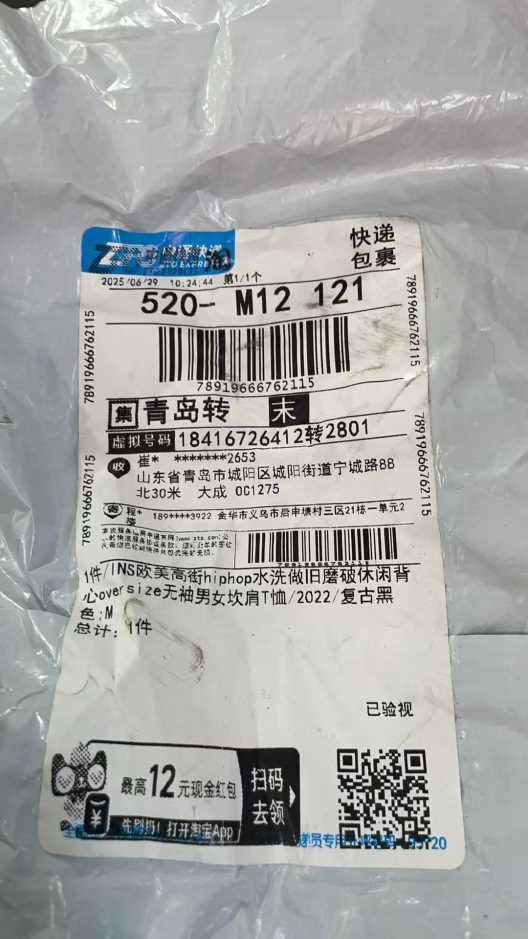 快递
包裹
2025/06/29 10:24:44 第1/1个
520- M12 121
78919666762115
78919666762115
78919666762115
78919666762115
78919666762115
集 青岛转 末
虚拟号码 18416726412转2801
收 崔* *******2653
山东省青岛市城阳区城阳街道宁城路88
北30米 大成 OC1275
寄 程* 189****3922 金华市义乌市后申塘村三区21栋一单元2
78919666762115
1件/INS欧美高街hiphop水洗做旧磨破休闲背
心oversize无袖男女坎肩T恤/2022/复古黑
色;M
总计: 1件
已验视
最高12元现金红包
扫码
去领
打开淘宝App